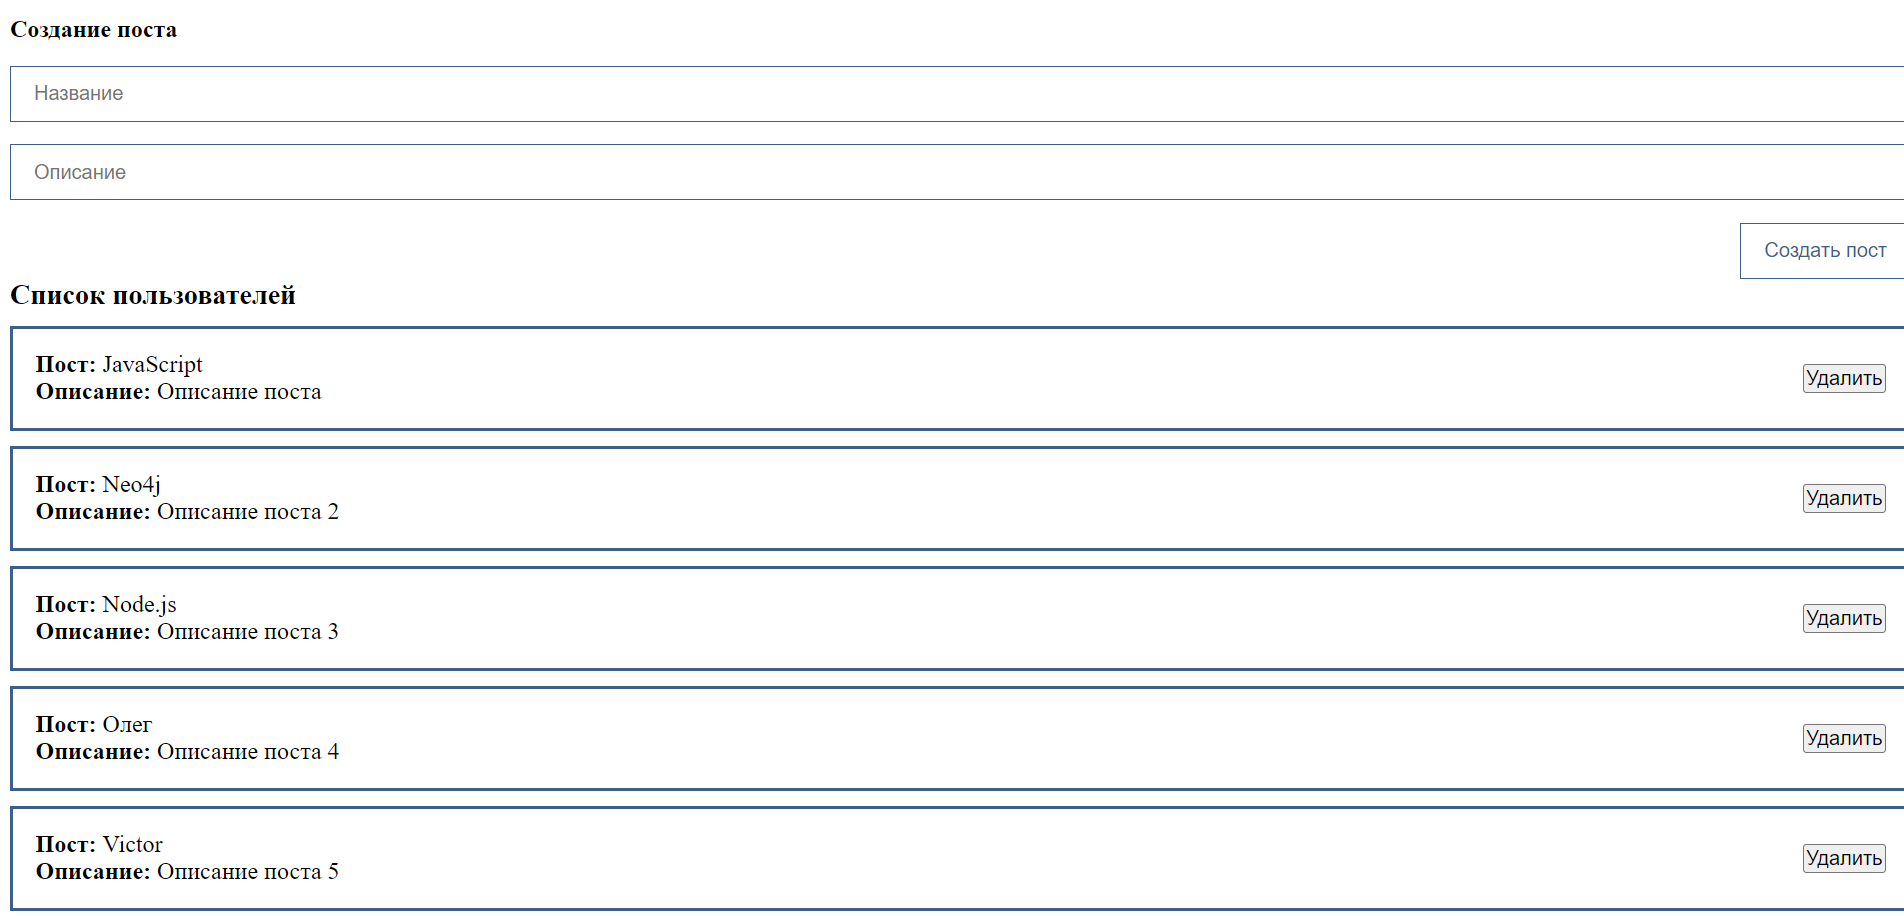 Создание поста
Название
Описание
Создать пост
Список пользователей
Пост: JavaScript
Описание: Описание поста
Удалить
Пост: Neo4j
Описание: Описание поста 2
Удалить
Пост: Node.js
Описание: Описание поста 3
Удалить
Пост: Олег
Описание: Описание поста 4
Удалить
Пост: Victor
Описание: Описание поста 5
Удалить